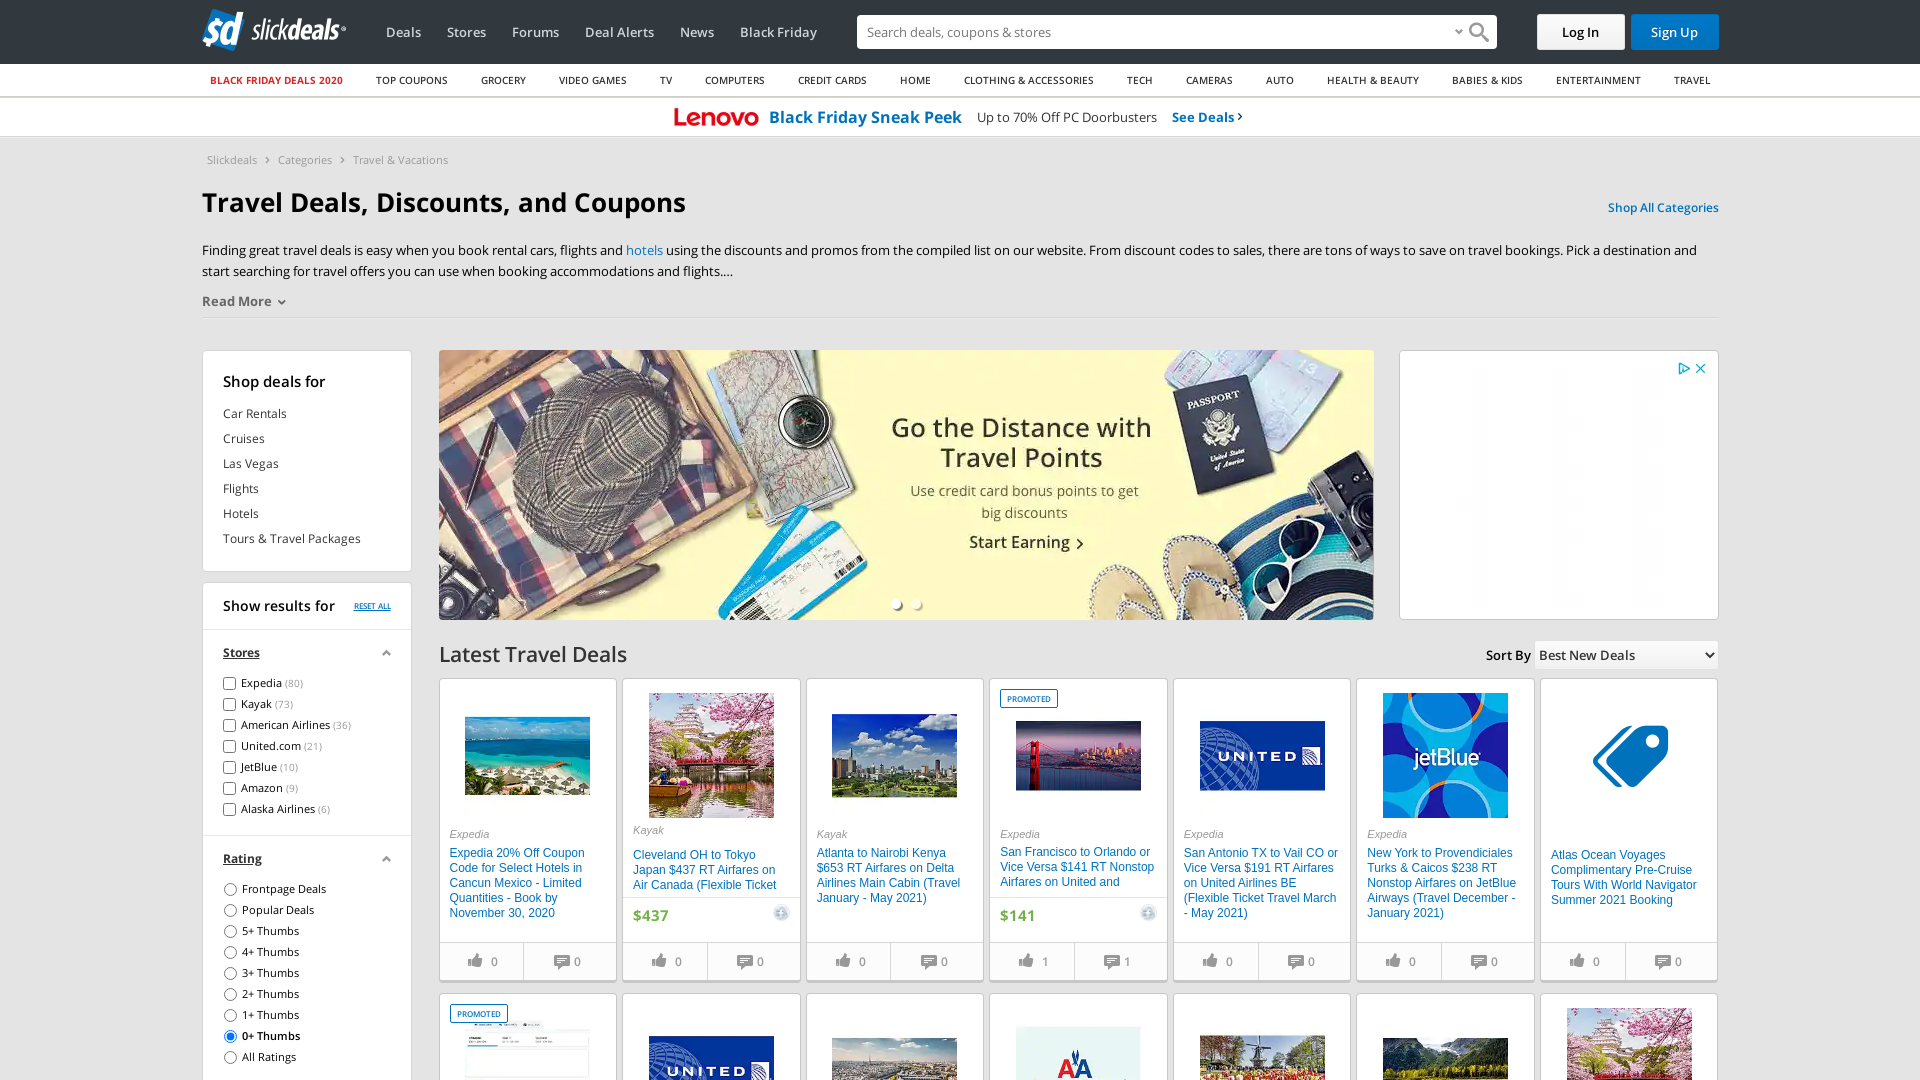 slickdeals
Deals
Stores
Forums
Deal Alerts
News
Black Friday
Search deals, coupons & stores
Log In
Sign Up
BLACK FRIDAY DEALS 2020
TOP COUPONS
GROCERY
VIDEO GAMES
TV
COMPUTERS
CREDIT CARDS
HOME
CLOTHING & ACCESSORIES
TECH
CAMERAS
AUTO
HEALTH & BEAUTY
BABIES & KIDS
ENTERTAINMENT
TRAVEL
Lenovo Black Friday Sneak Peek Up to 70% Off PC Doorbusters See Deals
Slickdeals > Categories > Travel & Vacations
Travel Deals, Discounts, and Coupons
Shop All Categories
Finding great travel deals is easy when you book rental cars, flights and hotels using the discounts and promos from the compiled list on our website. From discount codes to sales, there are tons of ways to save on travel bookings. Pick a destination and
start searching for travel offers you can use when booking accommodations and flights....
Read More
Shop deals for
Car Rentals
Cruises
Las Vegas
Flights
Hotels
Tours & Travel Packages
Show results for RESET ALL
Stores
Expedia (80)
Kayak (73)
American Airlines (36)
United.com (21)
JetBlue (10)
Amazon (9)
Alaska Airlines (6)
Rating
Frontpage Deals
Popular Deals
5+ Thumbs
4+ Thumbs
3+ Thumbs
2+ Thumbs
1+ Thumbs
0+ Thumbs
All Ratings
Go the Distance with
Travel Points
Use credit card bonus points to get
big discounts
Start Earning >
PASSPORT
United States
of America
Latest Travel Deals
Sort By Best New Deals
Expedia
Expedia 20% Off Coupon
Code for Select Hotels in
Cancun Mexico - Limited
Quantities - Book by
November 30, 2020
0
0
Kayak
Cleveland OH to Tokyo
Japan $437 RT Airfares on
Air Canada (Flexible Ticket
$437
0
0
Kayak
Atlanta to Nairobi Kenya
$653 RT Airfares on Delta
Airlines Main Cabin (Travel
January - May 2021)
0
0
PROMOTED
Expedia
San Francisco to Orlando or
Vice Versa $141 RT Nonstop
Airfares on United and
$141
1
1
UNITED
Expedia
San Antonio TX to Vail CO or
Vice Versa $191 RT Airfares
on United Airlines BE
(Flexible Ticket Travel March
- May 2021)
0
0
jetBlue
Expedia
New York to Provendiciales
Turks & Caicos $238 RT
Nonstop Airfares on JetBlue
Airways (Travel December -
January 2021)
0
0
Atlas Ocean Voyages
Complimentary Pre-Cruise
Tours With World Navigator
Summer 2021 Booking
0
0
PROMOTED
UNITED
AA